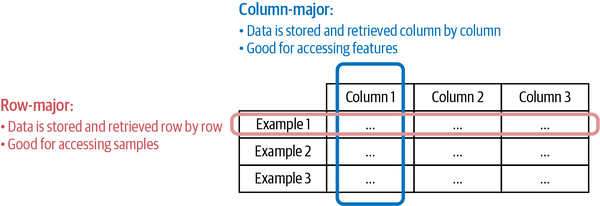 Column-major:
• Data is stored and retrieved column by column
• Good for accessing features
Row-major:
• Data is stored and retrieved row by row
• Good for accessing samples
Column 1 Column 2 Column 3
Example 1 ... ... ...
Example 2 ... ... ...
Example 3 ... ... ...